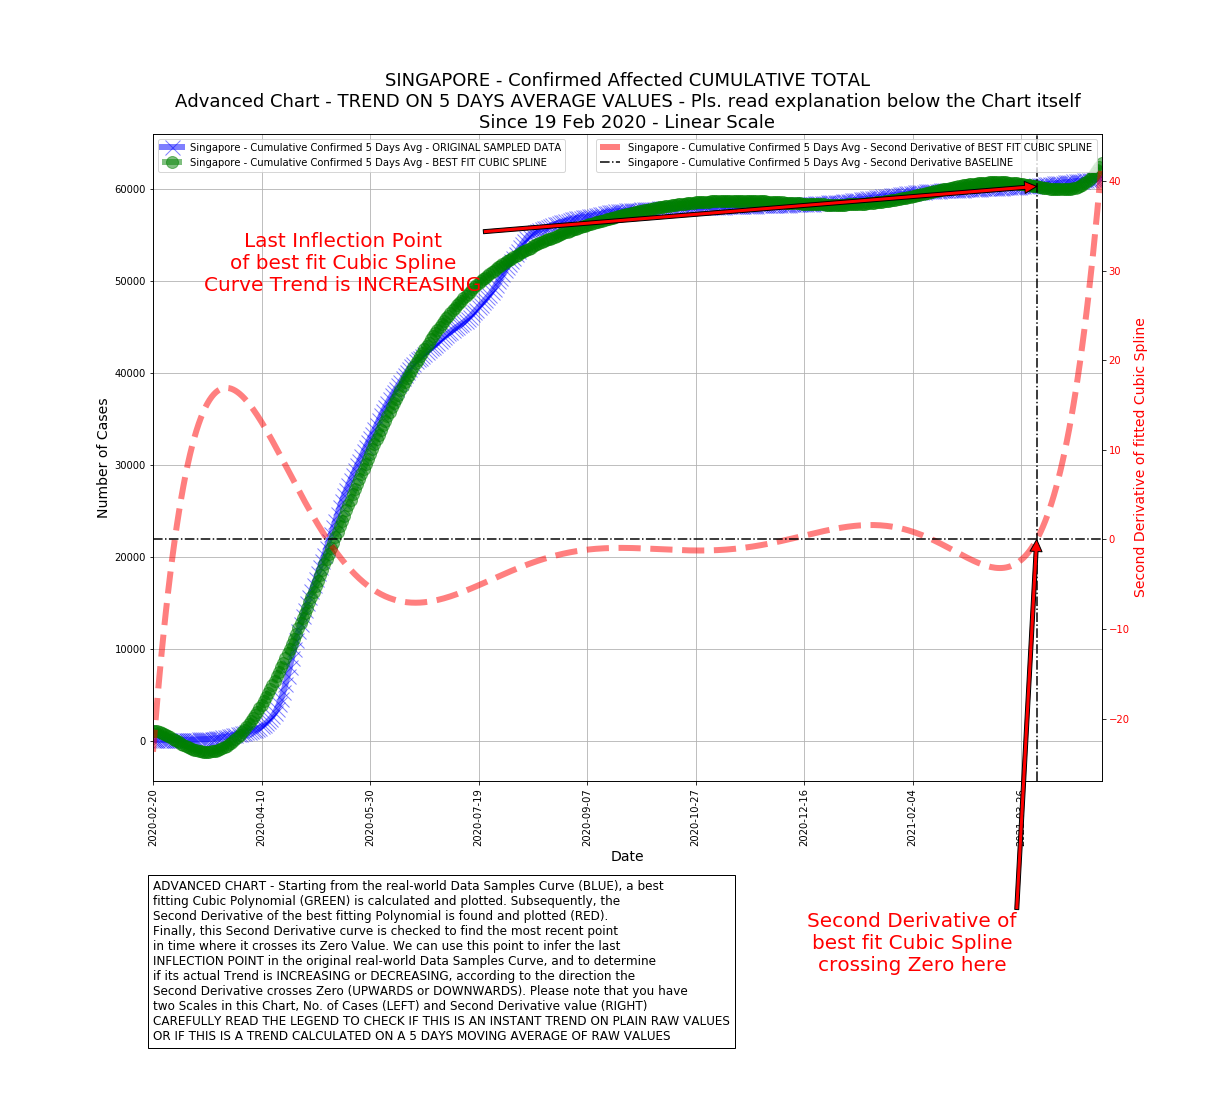 SINGAPORE - Confirmed Affected CUMULATIVE TOTAL
Advanced Chart - TREND ON 5 DAYS AVERAGE VALUES - Pls. read explanation below the Chart itself
Since 19 Feb 2020 - Linear Scale
Singapore - Cumulative Confirmed 5 Days Avg - ORIGINAL SAMPLED DATA
Singapore - Cumulative Confirmed 5 Days Avg - BEST FIT CUBIC SPLINE
Singapore - Cumulative Confirmed 5 Days Avg - Second Derivative of BEST FIT CUBIC SPLINE
Singapore - Cumulative Confirmed 5 Days Avg - Second Derivative BASELINE
Last Inflection Point
of best fit Cubic Spline
Curve Trend is INCREASING
Number of Cases
60000
50000
40000
30000
20000
10000
0
40
30
20
10
0
−10
−20
Second Derivative of fitted Cubic Spline
2020-02-20
2020-04-10
2020-05-30
2020-07-19
2020-09-07
2020-10-27
2020-12-16
2021-02-04
2021-03-26
Date
ADVANCED CHART - Starting from the real-world Data Samples Curve (BLUE), a best
fitting Cubic Polynomial (GREEN) is calculated and plotted. Subsequently, the
Second Derivative of the best fitting Polynomial is found and plotted (RED).
Finally, this Second Derivative curve is checked to find the most recent point
in time where it crosses its Zero Value. We can use this point to infer the last
INFLECTION POINT in the original real-world Data Samples Curve, and to determine
if its actual Trend is INCREASING or DECREASING, according to the direction the
Second Derivative crosses Zero (UPWARDS or DOWNWARDS). Please note that you have
two Scales in this Chart, No. of Cases (LEFT) and Second Derivative value (RIGHT)
CAREFULLY READ THE LEGEND TO CHECK IF THIS IS AN INSTANT TREND ON PLAIN RAW VALUES
OR IF THIS IS A TREND CALCULATED ON A 5 DAYS MOVING AVERAGE OF RAW VALUES
Second Derivative of
best fit Cubic Spline
crossing Zero here